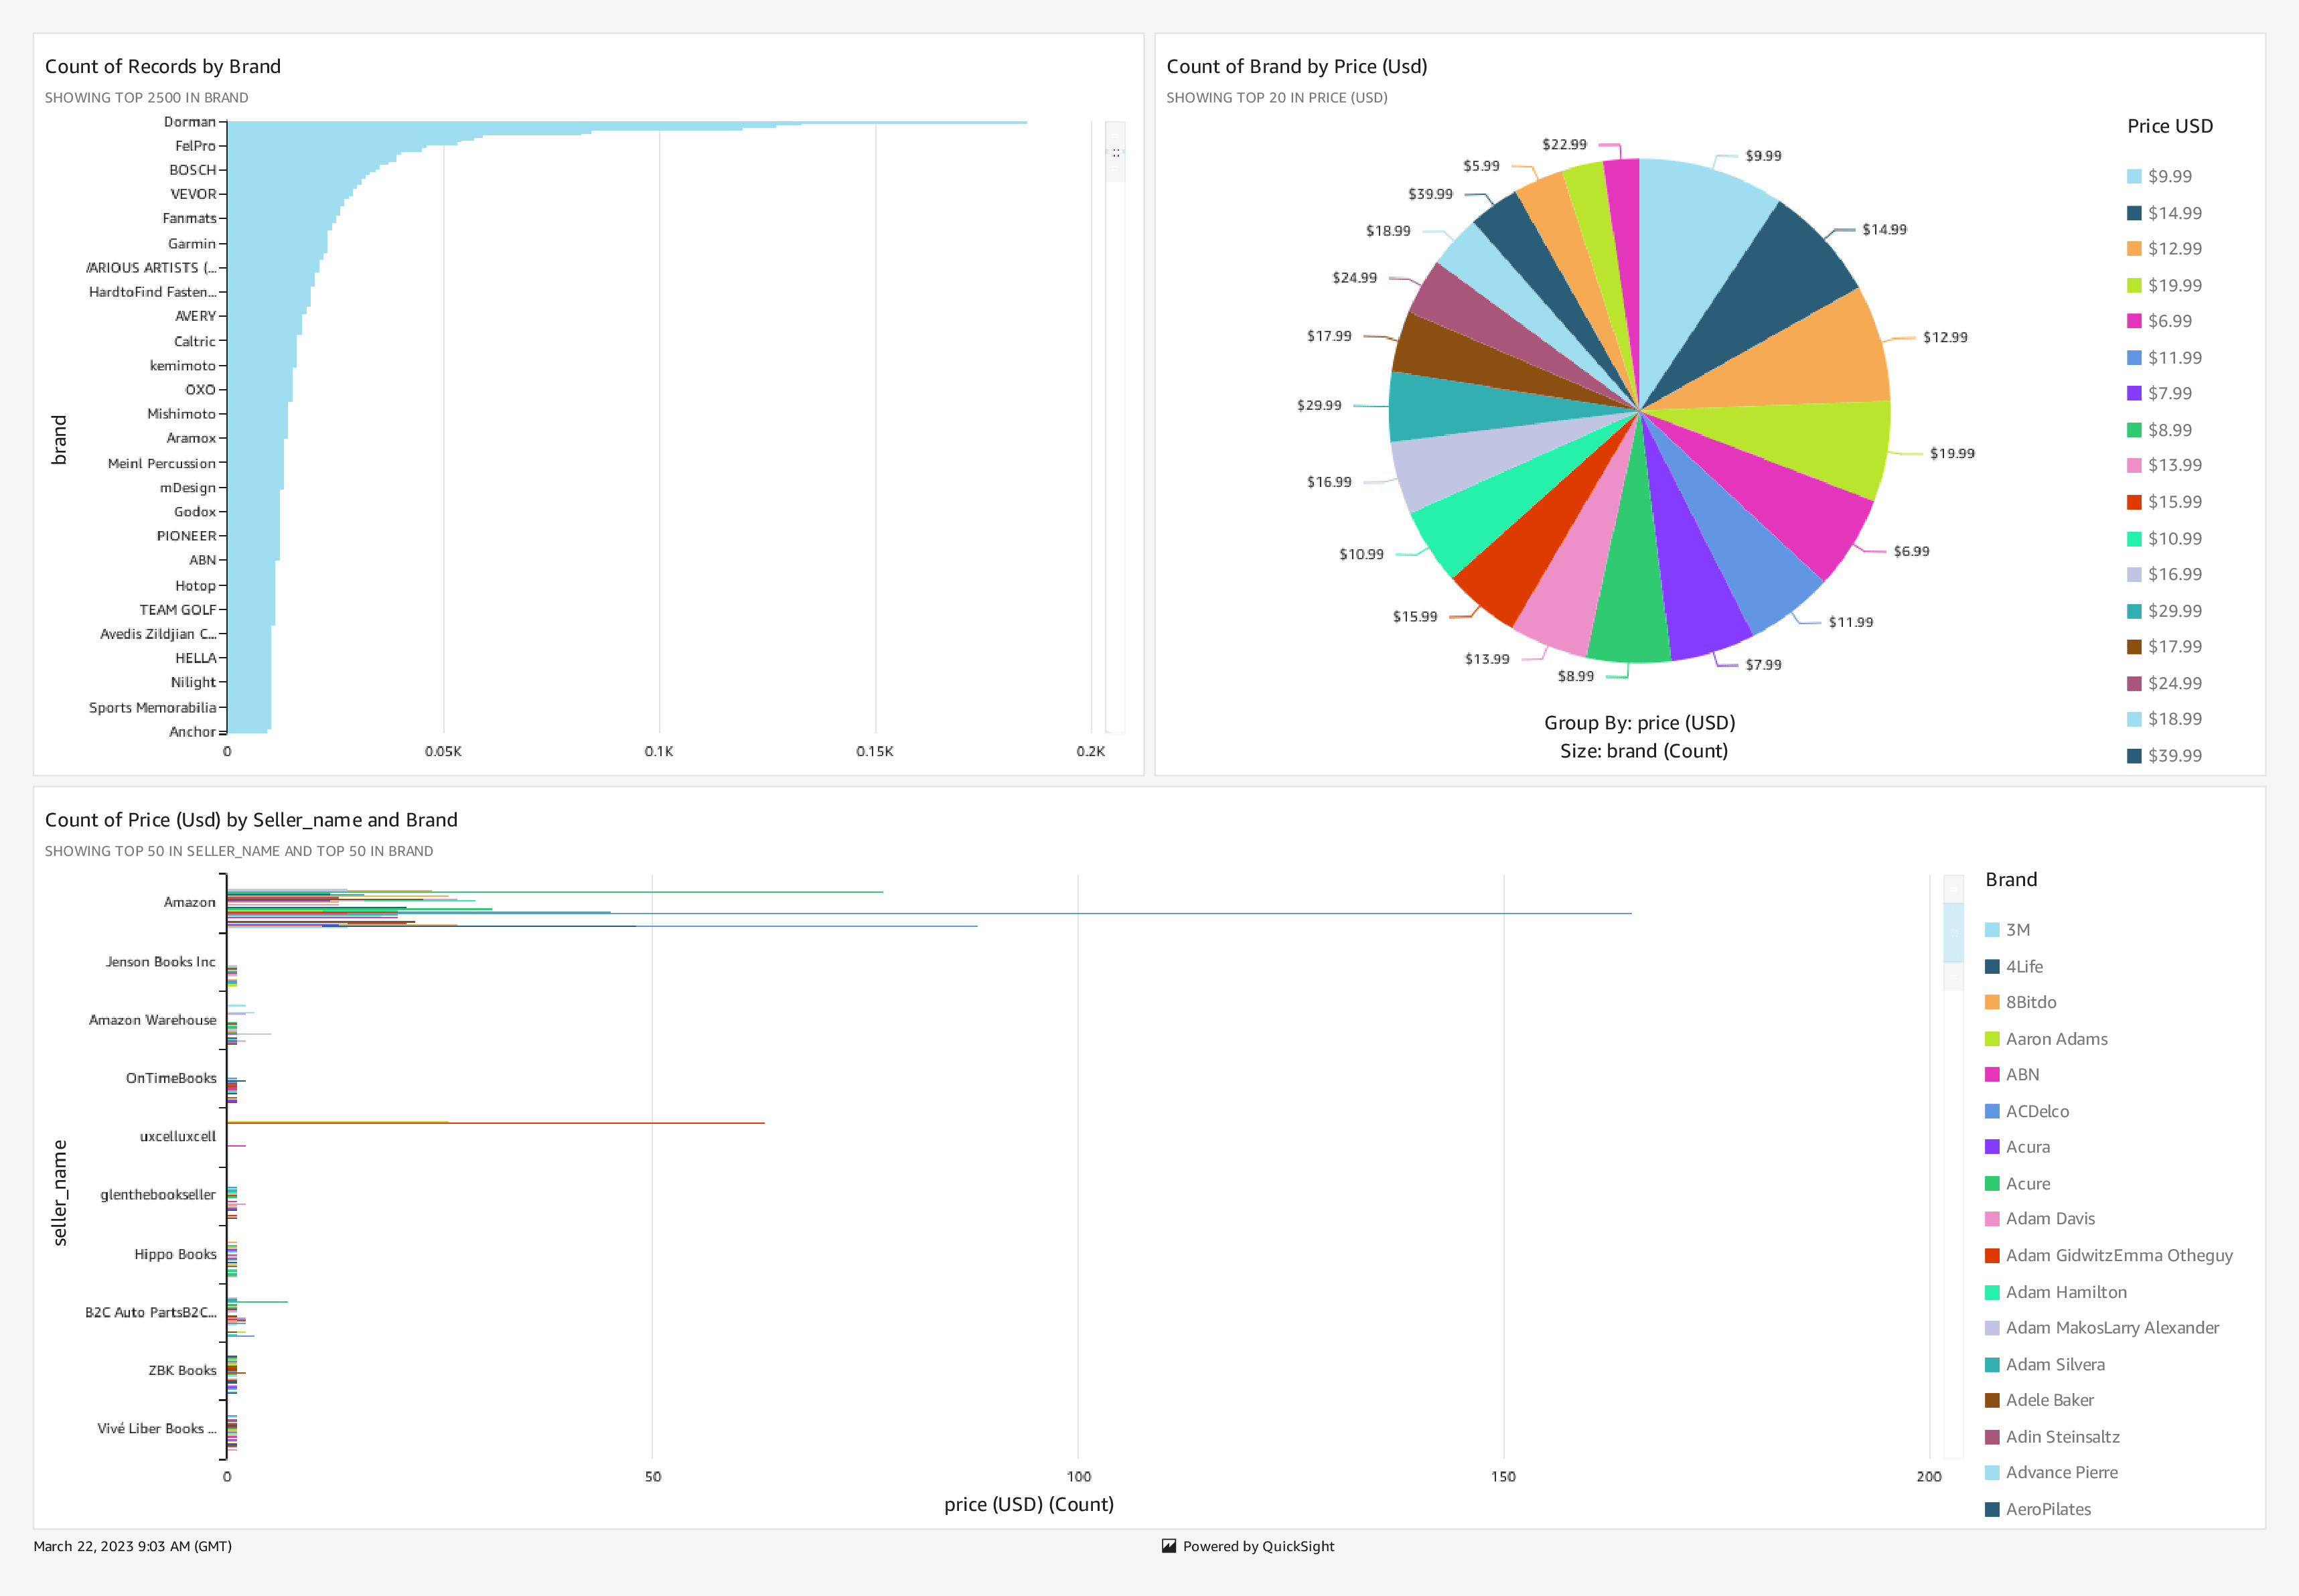 Count of Records by Brand
SHOWING TOP 2500 IN BRAND
brand
Dorman
FelPro
BOSCH
VEVOR
Fanmats
Garmin
/ARIOUS ARTISTS (...
HardtoFind Fasten...
AVERY
Caltric
kemimoto
OXO
Mishimoto
Aramox
Meinl Percussion
mDesign
Godox
PIONEER
ABN
Hotop
TEAM GOLF
Avedis Zildjian C...
HELLA
Nilight
Sports Memorabilia
Anchor
0 0.05K 0.1K 0.15K 0.2K
Count of Brand by Price (Usd)
SHOWING TOP 20 IN PRICE (USD)
$9.99
$14.99
$12.99
$19.99
$6.99
$11.99
$7.99
$8.99
$13.99
$15.99
$10.99
$16.99
$29.99
$17.99
$24.99
$18.99
$39.99
$5.99
$22.99
Group By: price (USD)
Size: brand (Count)
Price USD
$9.99
$14.99
$12.99
$19.99
$6.99
$11.99
$7.99
$8.99
$13.99
$15.99
$10.99
$16.99
$29.99
$17.99
$24.99
$18.99
$39.99
Count of Price (Usd) by Seller_name and Brand
SHOWING TOP 50 IN SELLER_NAME AND TOP 50 IN BRAND
seller_name
Amazon
Jenson Books Inc
Amazon Warehouse
OnTimeBooks
uxcelluxcell
glenthebookseller
Hippo Books
B2C Auto PartsB2C...
ZBK Books
Vivé Liber Books ...
0 50 100 150 200
price (USD) (Count)
Brand
3M
4Life
8Bitdo
Aaron Adams
ABN
ACDelco
Acura
Acure
Adam Davis
Adam GidwitzEmma Otheguy
Adam Hamilton
Adam MakosLarry Alexander
Adam Silvera
Adele Baker
Adin Steinsaltz
Advance Pierre
AeroPilates
March 22, 2023 9:03 AM (GMT)
Powered by QuickSight